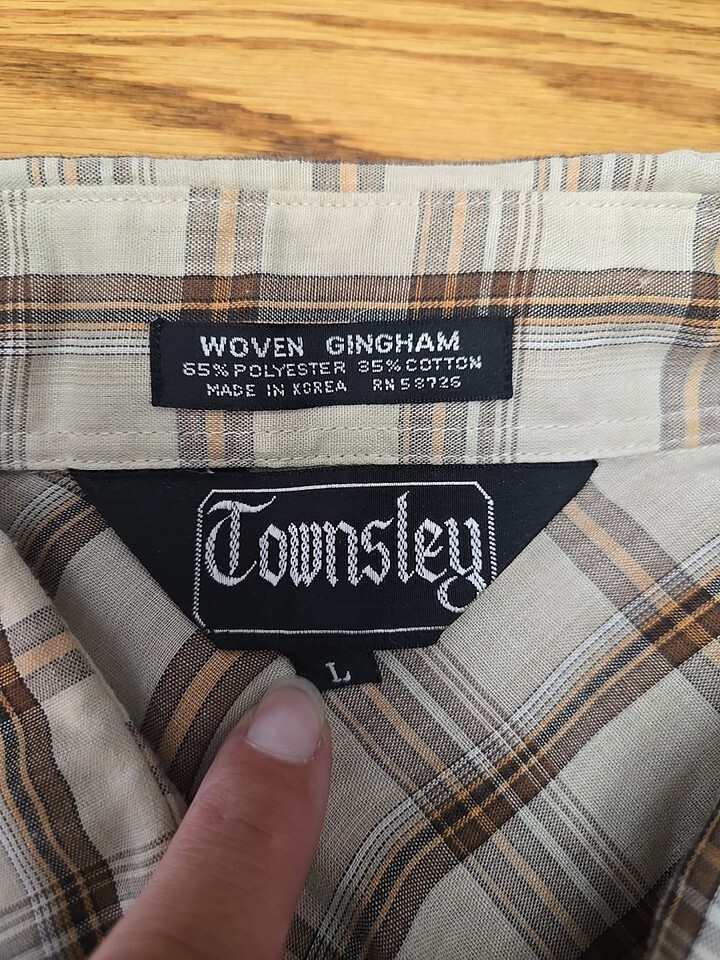 WOVEN GINGHAM
65% POLYESTER 35% COTTON
MADE IN KOREA RN 58726
Townsley
L